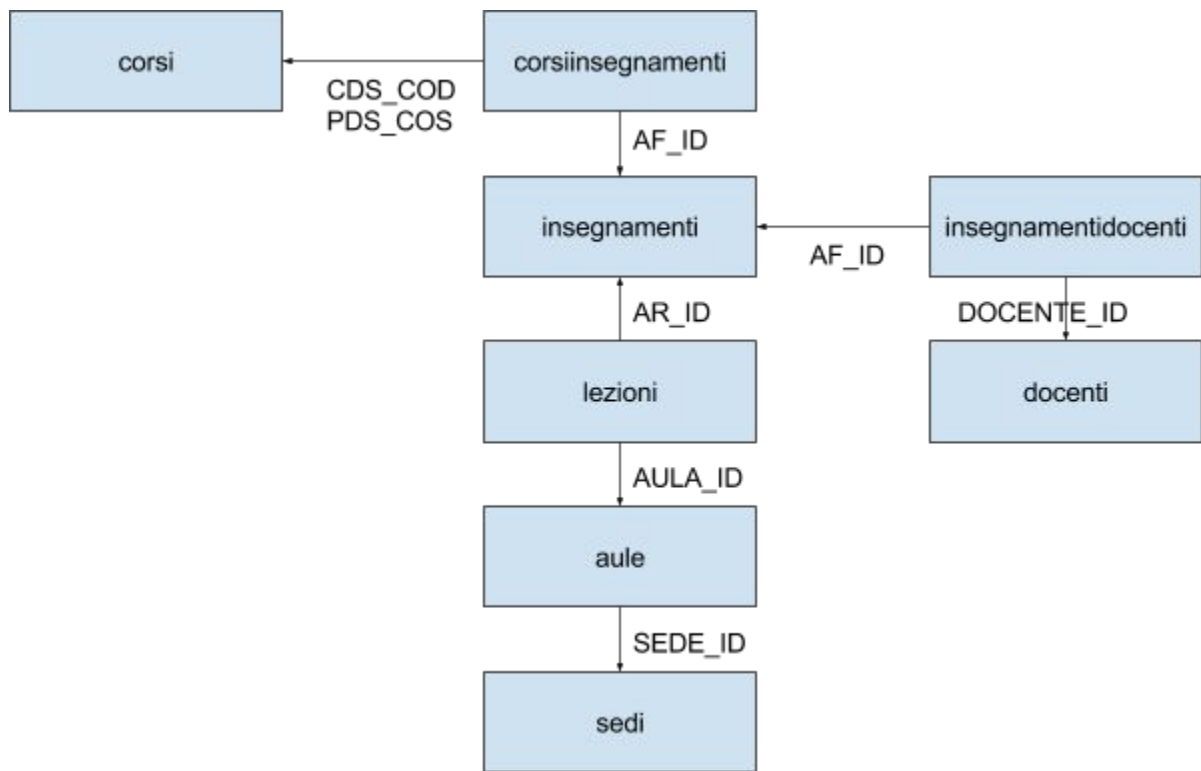 corsi
corsiinsegnamenti
CDS_COD
PDS_COS
AF_ID
insegnamenti
insegnamentidocenti
AF_ID
AR_ID
DOCENTE_ID
lezioni
docenti
AULA_ID
aule
SEDE_ID
sedi